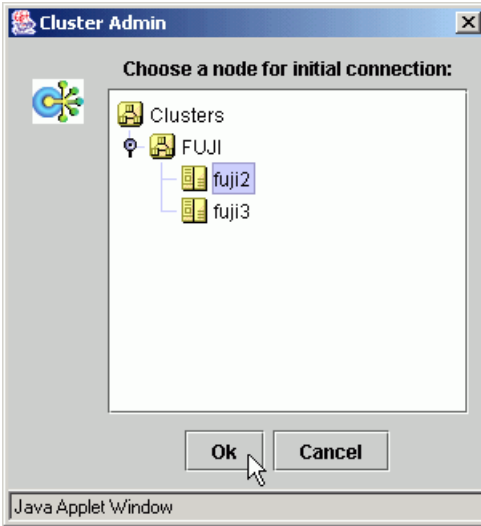 Cluster Admin
Choose a node for initial connection:
Clusters
FUJI
fuji2
fuji3
Ok Cancel
Java Applet Window